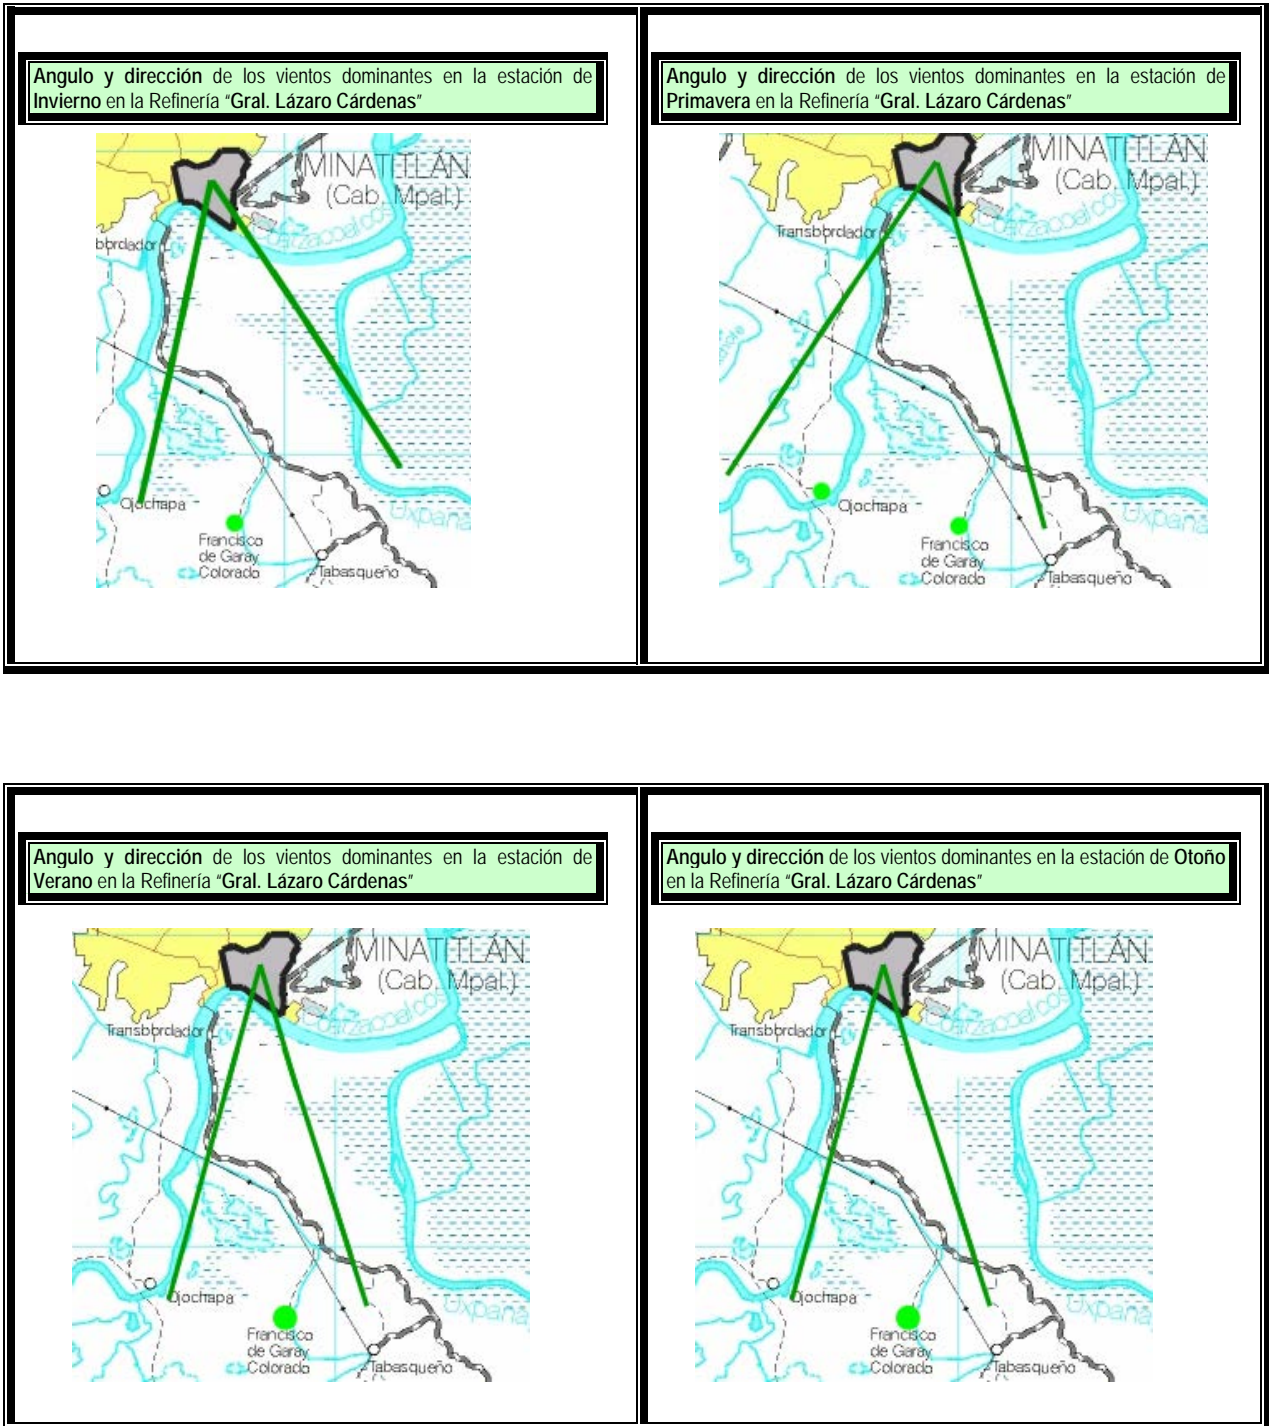 Angulo y dirección de los vientos dominantes en la estación de
Invierno en la Refinería “Gral. Lázaro Cárdenas”
MINATITLÁN
(Cab. Mpal.)
Coatzacoalcos
bordador
Ojochapa
Uxpana
Francisco
de Garay
Colorado
Tabasqueño
Angulo y dirección de los vientos dominantes en la estación de
Primavera en la Refinería “Gral. Lázaro Cárdenas”
MINATITLÁN
(Cab. Mpal.)
Coatzacoalcos
Transbordador
Ojochapa
Uxpana
Francisco
de Garay
Colorado
Tabasqueño
Angulo y dirección de los vientos dominantes en la estación de
Verano en la Refinería “Gral. Lázaro Cárdenas”
MINATITLÁN
(Cab. Mpal.)
Coatzacoalcos
Transbordador
Ojochapa
Uxpana
Francisco
de Garay
Colorado
Tabasqueño
Angulo y dirección de los vientos dominantes en la estación de Otoño
en la Refinería “Gral. Lázaro Cárdenas”
MINATITLÁN
(Cab. Mpal.)
Coatzacoalcos
Transbordador
Ojochapa
Uxpana
Francisco
de Garay
Colorado
Tabasqueño